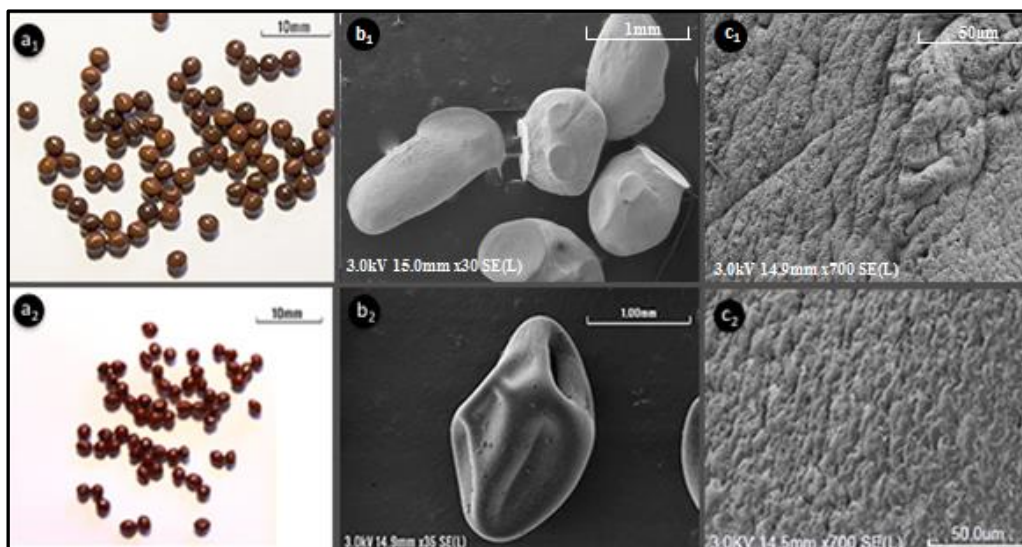 a1
10mm
b1
1mm
3.0kV 15.0mm x30 SE(L)
c1
50um
3.0kV 14.9mm x700 SE(L)
a2
10mm
b2
1.00mm
3.0kV 14.9mm x35 SE(L)
c2
3.0kV 14.5mm x700 SE(L)
50.0um